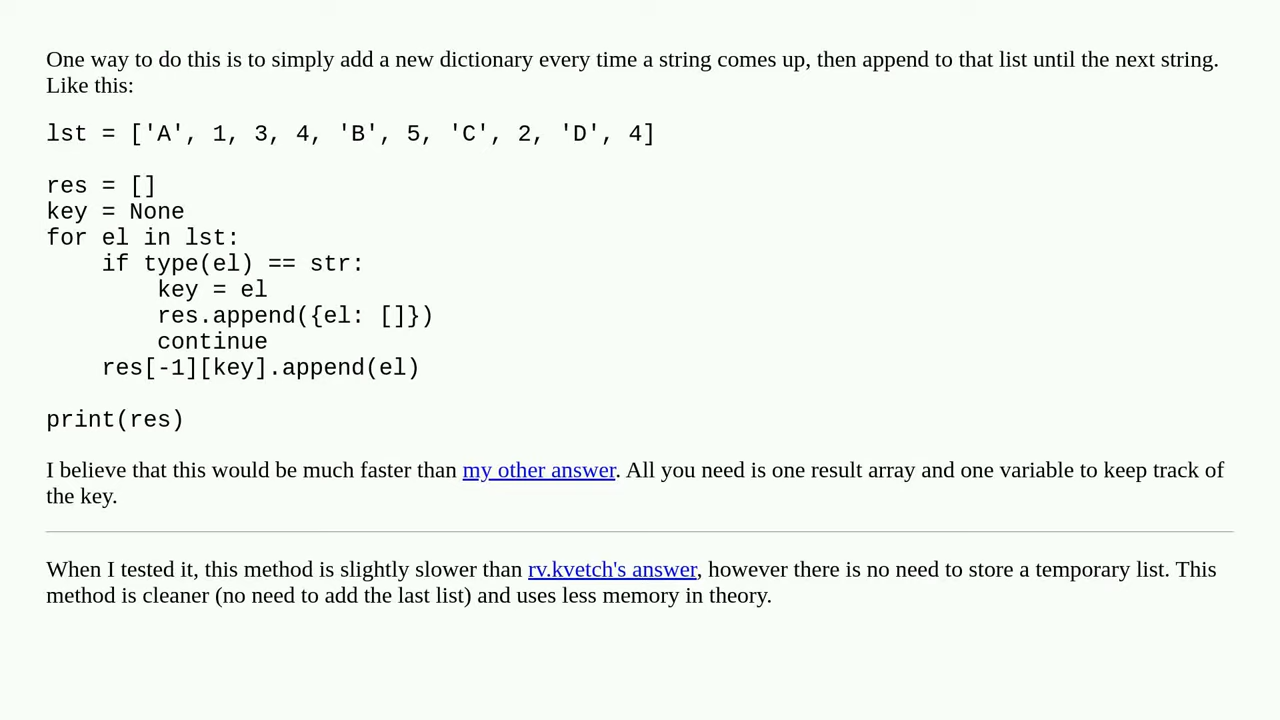 One way to do this is to simply add a new dictionary every time a string comes up, then append to that list until the next string.
Like this:
lst = ['A', 1, 3, 4, 'B', 5, 'C', 2, 'D', 4]
res = []
key = None
for el in lst:
    if type(el) == str:
        key = el
        res.append({el: []})
        continue
    res[-1][key].append(el)
print(res)
I believe that this would be much faster than my other answer. All you need is one result array and one variable to keep track of
the key.
When I tested it, this method is slightly slower than rv.kvetch's answer, however there is no need to store a temporary list. This
method is cleaner (no need to add the last list) and uses less memory in theory.